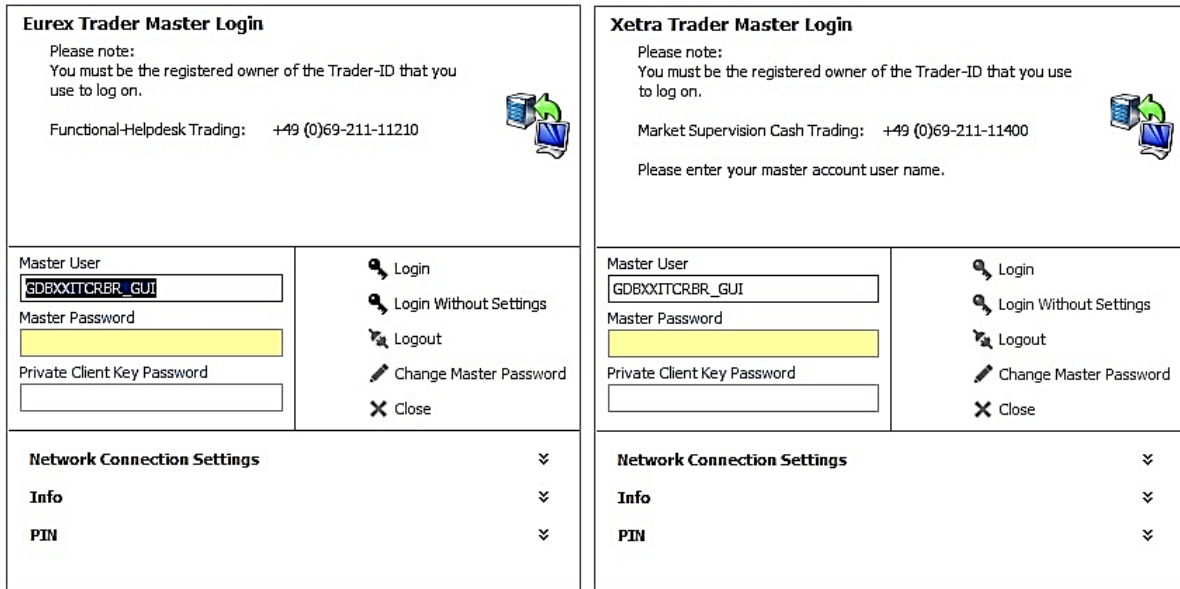 Eurex Trader Master Login
Please note:
You must be the registered owner of the Trader-ID that you
use to log on.
Functional-Helpdesk Trading: +49 (0)69-211-11210
Master User
GDBXXITCRBR_GUI
Master Password
Private Client Key Password
Login
Login Without Settings
Logout
Change Master Password
Close
Network Connection Settings
Info
PIN
Xetra Trader Master Login
Please note:
You must be the registered owner of the Trader-ID that you use
to log on.
Market Supervision Cash Trading: +49 (0)69-211-11400
Please enter your master account user name.
Master User
GDBXXITCRBR_GUI
Master Password
Private Client Key Password
Login
Login Without Settings
Logout
Change Master Password
Close
Network Connection Settings
Info
PIN